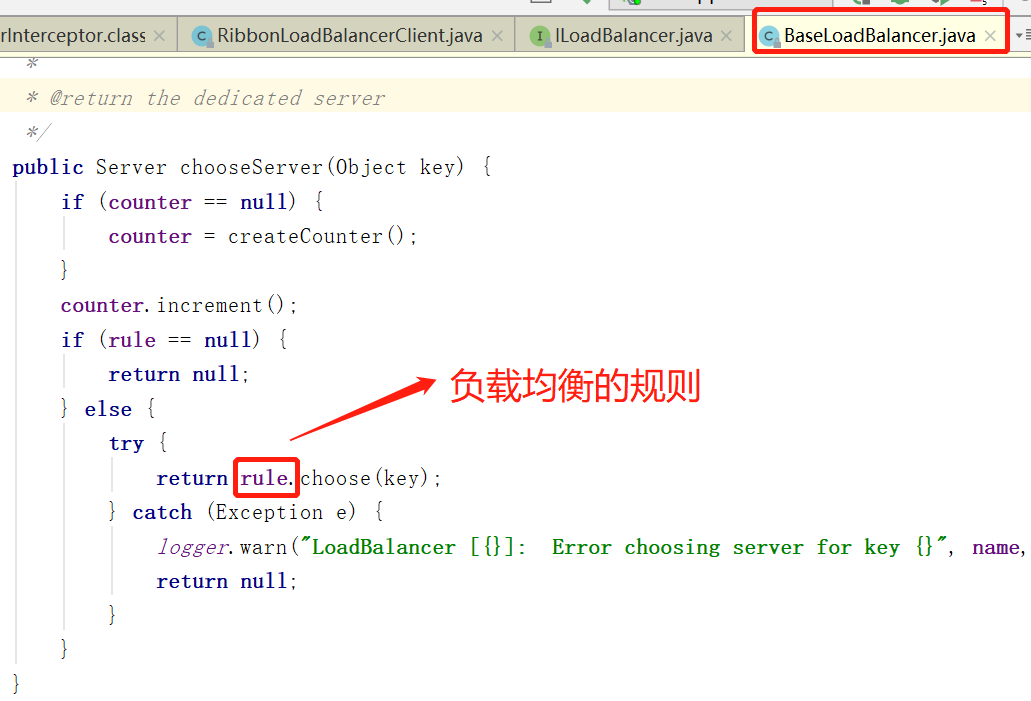 rInterceptor.class RibbonLoadBalancerClient.java ILoadBalancer.java BaseLoadBalancer.java
*
* @return the dedicated server
*/
public Server chooseServer(Object key) {
if (counter == null) {
counter = createCounter();
}
counter.increment();
if (rule == null) {
return null;
} else {
负载均衡的规则
try {
return rule.choose(key);
} catch (Exception e) {
logger.warn("LoadBalancer [{}]:  Error choosing server for key {}", name,
return null;
}
}
}